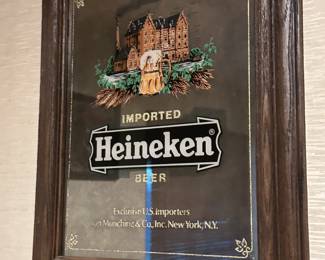 IMPORTED
Heineken®
BEER
Exclusive U.S. importers
Munching & Co., Inc. New York, N.Y.